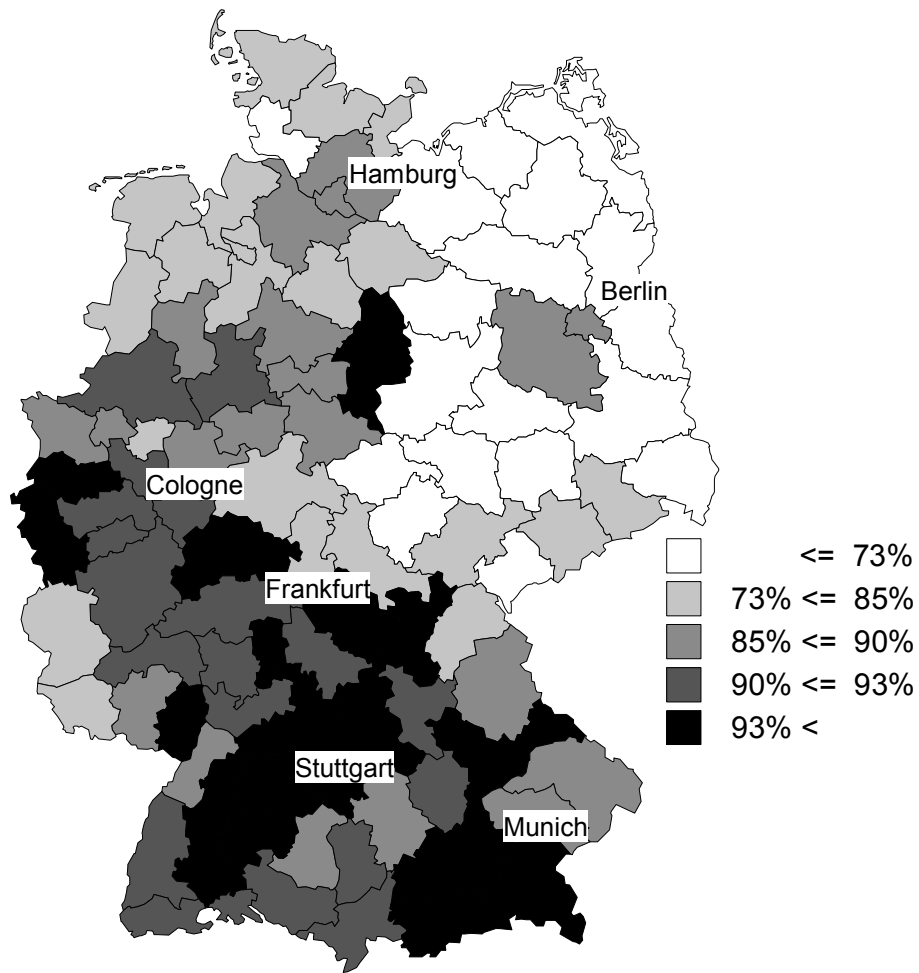 Hamburg
Berlin
Cologne
<= 73%
Frankfurt
73% <= 85%
85% <= 90%
90% <= 93%
93% <
Stuttgart
Munich